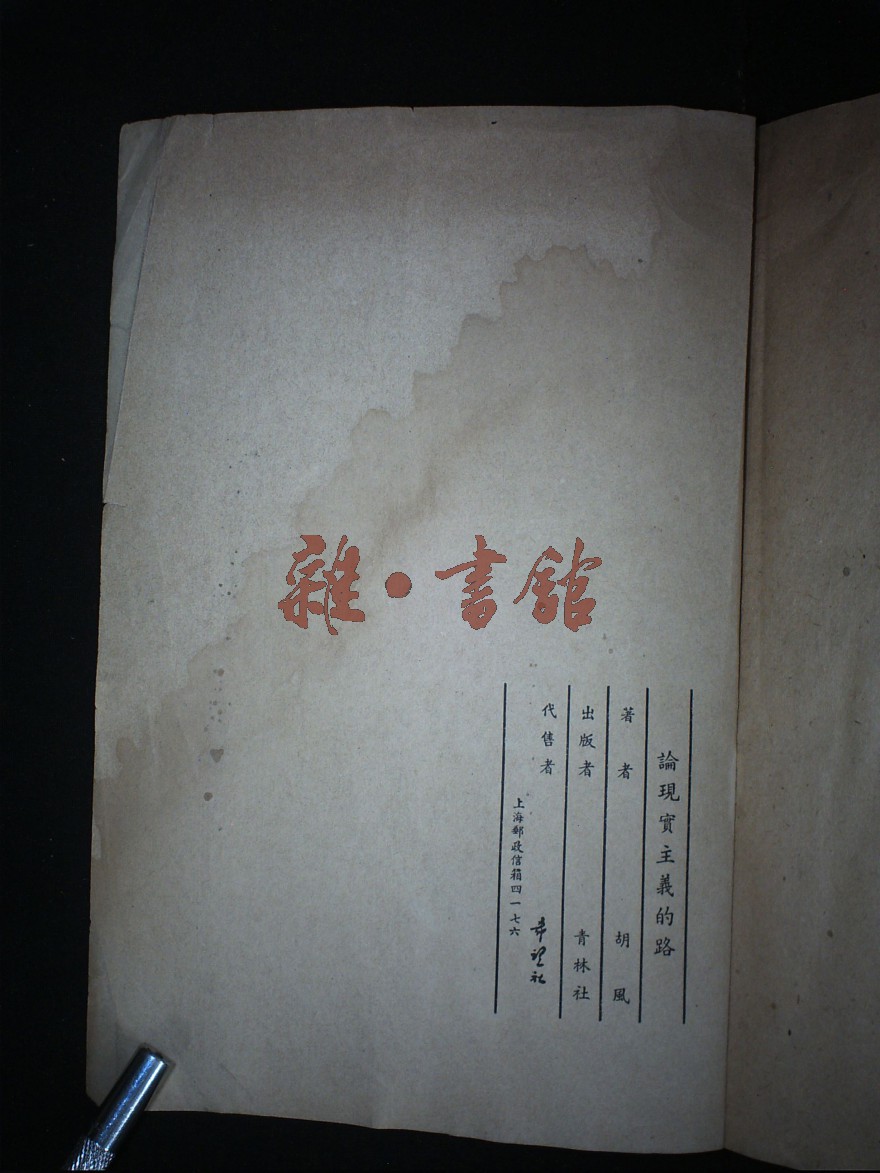 雜·書館
論現實主義的路
著者 胡風
出版者 青林社
代售者 希望社
上海郵政信箱四一七六